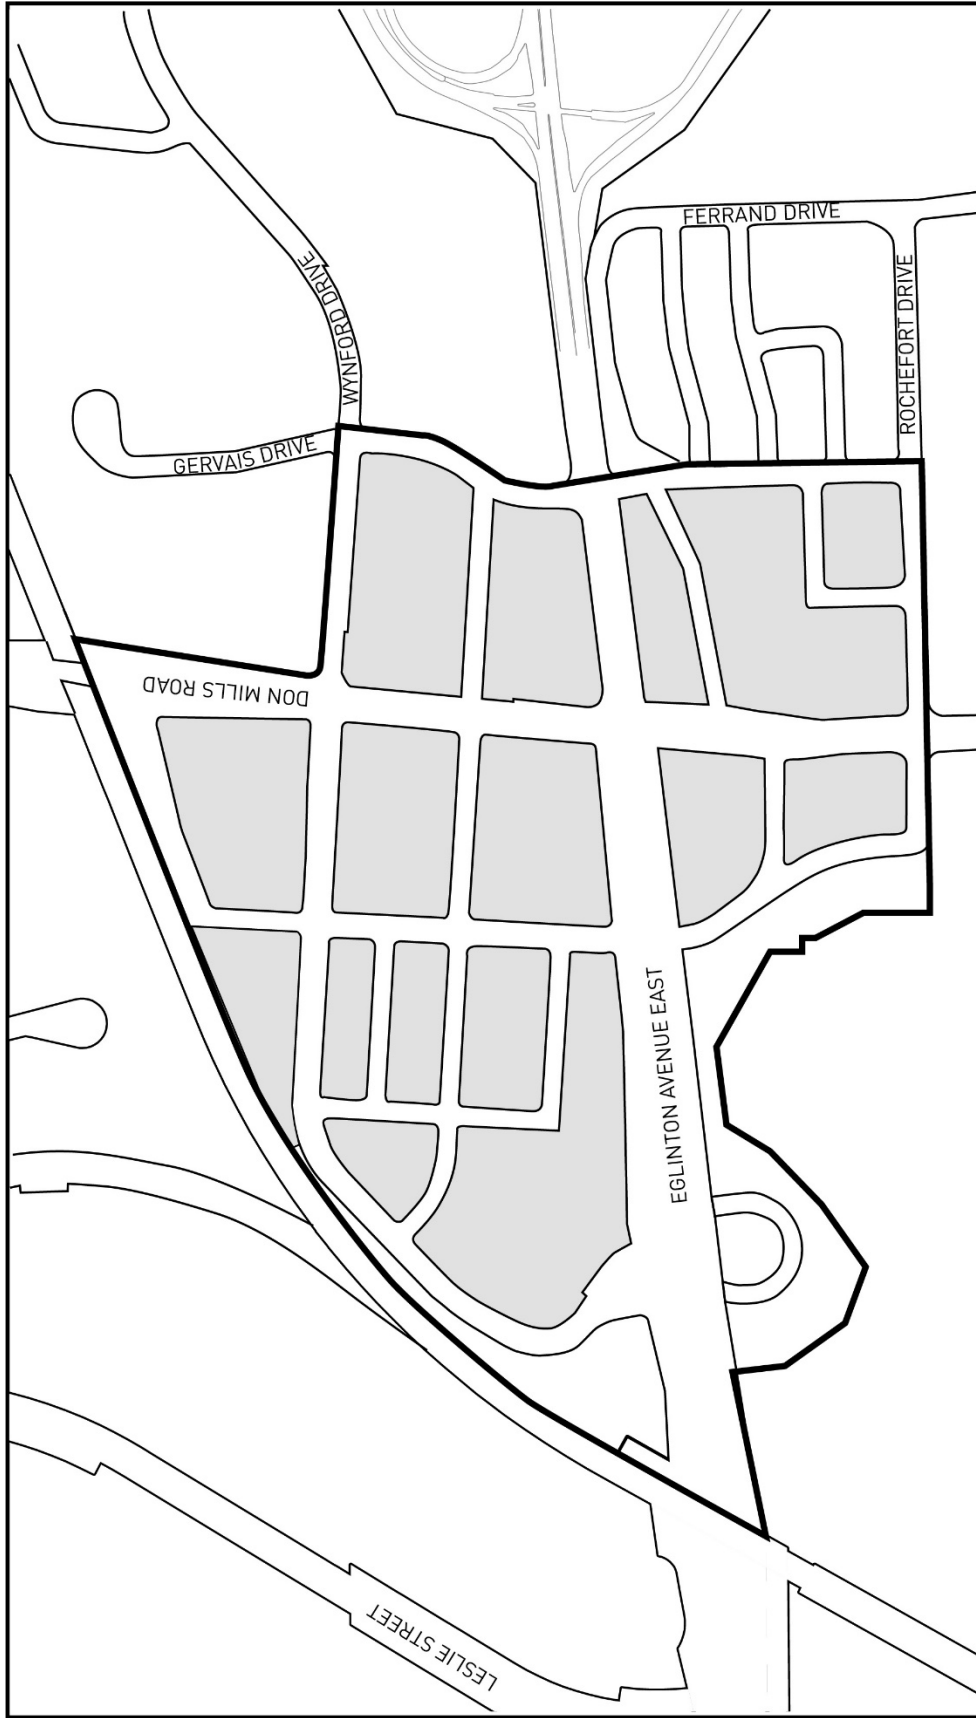 FERRAND DRIVE
ROCHEFORT DRIVE
WYNFORD DRIVE
GERVAIS DRIVE
DON MILLS ROAD
EGLINTON AVENUE EAST
LESLIE STREET